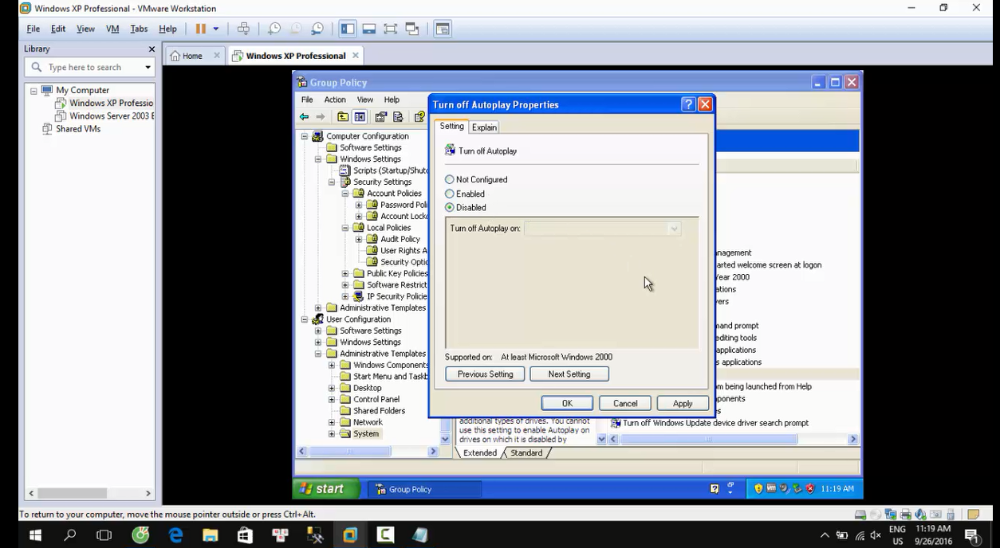 Windows XP Professional - VMware Workstation
File Edit View VM Tabs Help
Library
Home
Windows XP Professional
Type here to search
My Computer
Windows XP Professio
Windows Server 2003 E
Shared VMs
Group Policy
File Action View Help
Computer Configuration
Software Settings
Windows Settings
Scripts (Startup/Shutd
Security Settings
Account Policies
Password Poli
Account Locko
Local Policies
Audit Policy
User Rights A
Security Optic
Public Key Policies
Software Restrict
IP Security Policie
Administrative Templates
User Configuration
Software Settings
Windows Settings
Administrative Templates
Windows Components
Start Menu and Taskb
Desktop
Control Panel
Shared Folders
Network
System
Turn off Autoplay Properties
Setting Explain
Turn off Autoplay
Not Configured
Enabled
Disabled
Turn off Autoplay on:
Supported on: At least Microsoft Windows 2000
Previous Setting Next Setting
OK Cancel Apply
nagement
arted welcome screen at logon
Year 2000
ations
vers
mand prompt
editing tools
applications
s applications
om being launched from Help
ponents
es
Turn off Windows Update device driver search prompt
additional types of drives. You cannot
use this setting to enable Autoplay on
drives on which it is disabled by
Extended Standard
start
Group Policy
11:19 AM
To return to your computer, move the mouse pointer outside or press Ctrl+Alt.
ENG
US
11:19 AM
9/26/2016